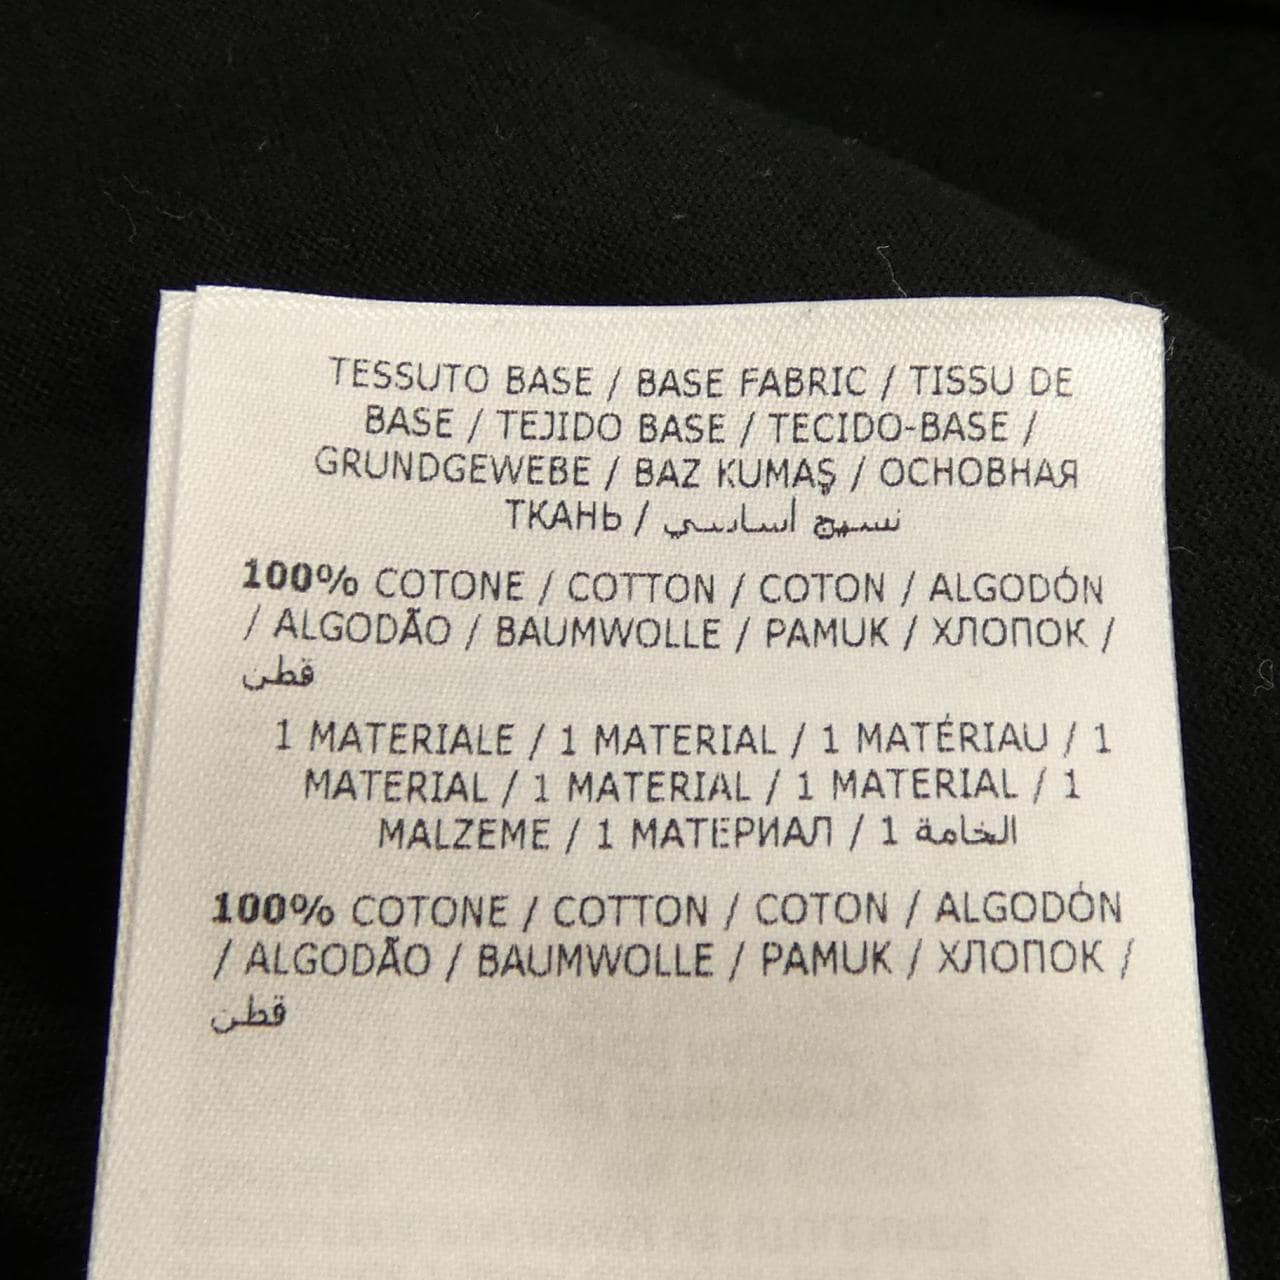 TESSUTO BASE / BASE FABRIC / TISSU DE
BASE / TEJIDO BASE / TECIDO-BASE /
GRUNDGEWEBE / BAZ KUMAŞ / ОСНОВНАЯ
ТКАНЬ / نسيج أساسي
100% COTONE / COTTON / COTON / ALGODÓN
/ ALGODÃO / BAUMWOLLE / PAMUK / ХЛОПОК /
قطن
1 MATERIALE / 1 MATERIAL / 1 MATÉRIAU / 1
MATERIAL / 1 MATERIAL / 1 MATERIAL / 1
MALZEME / 1 МАТЕРИАЛ / 1 الخامة
100% COTONE / COTTON / COTON / ALGODÓN
/ ALGODÃO / BAUMWOLLE / PAMUK / ХЛОПОК /
قطن